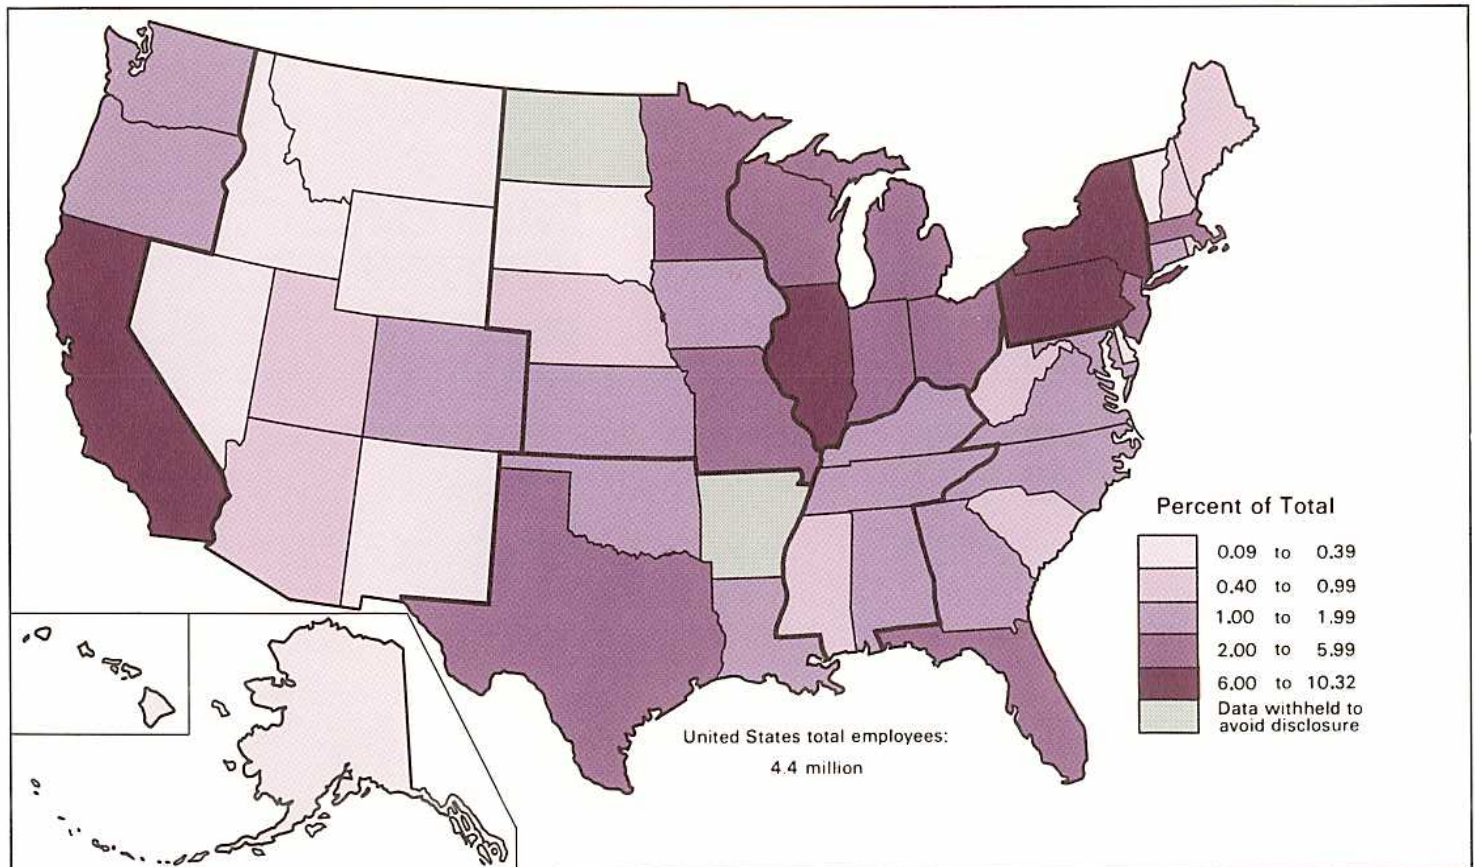 Percent of Total
0.09 to 0.39
0.40 to 0.99
1.00 to 1.99
2.00 to 5.99
6.00 to 10.32
Data withheld to
avoid disclosure
United States total employees:
4.4 million